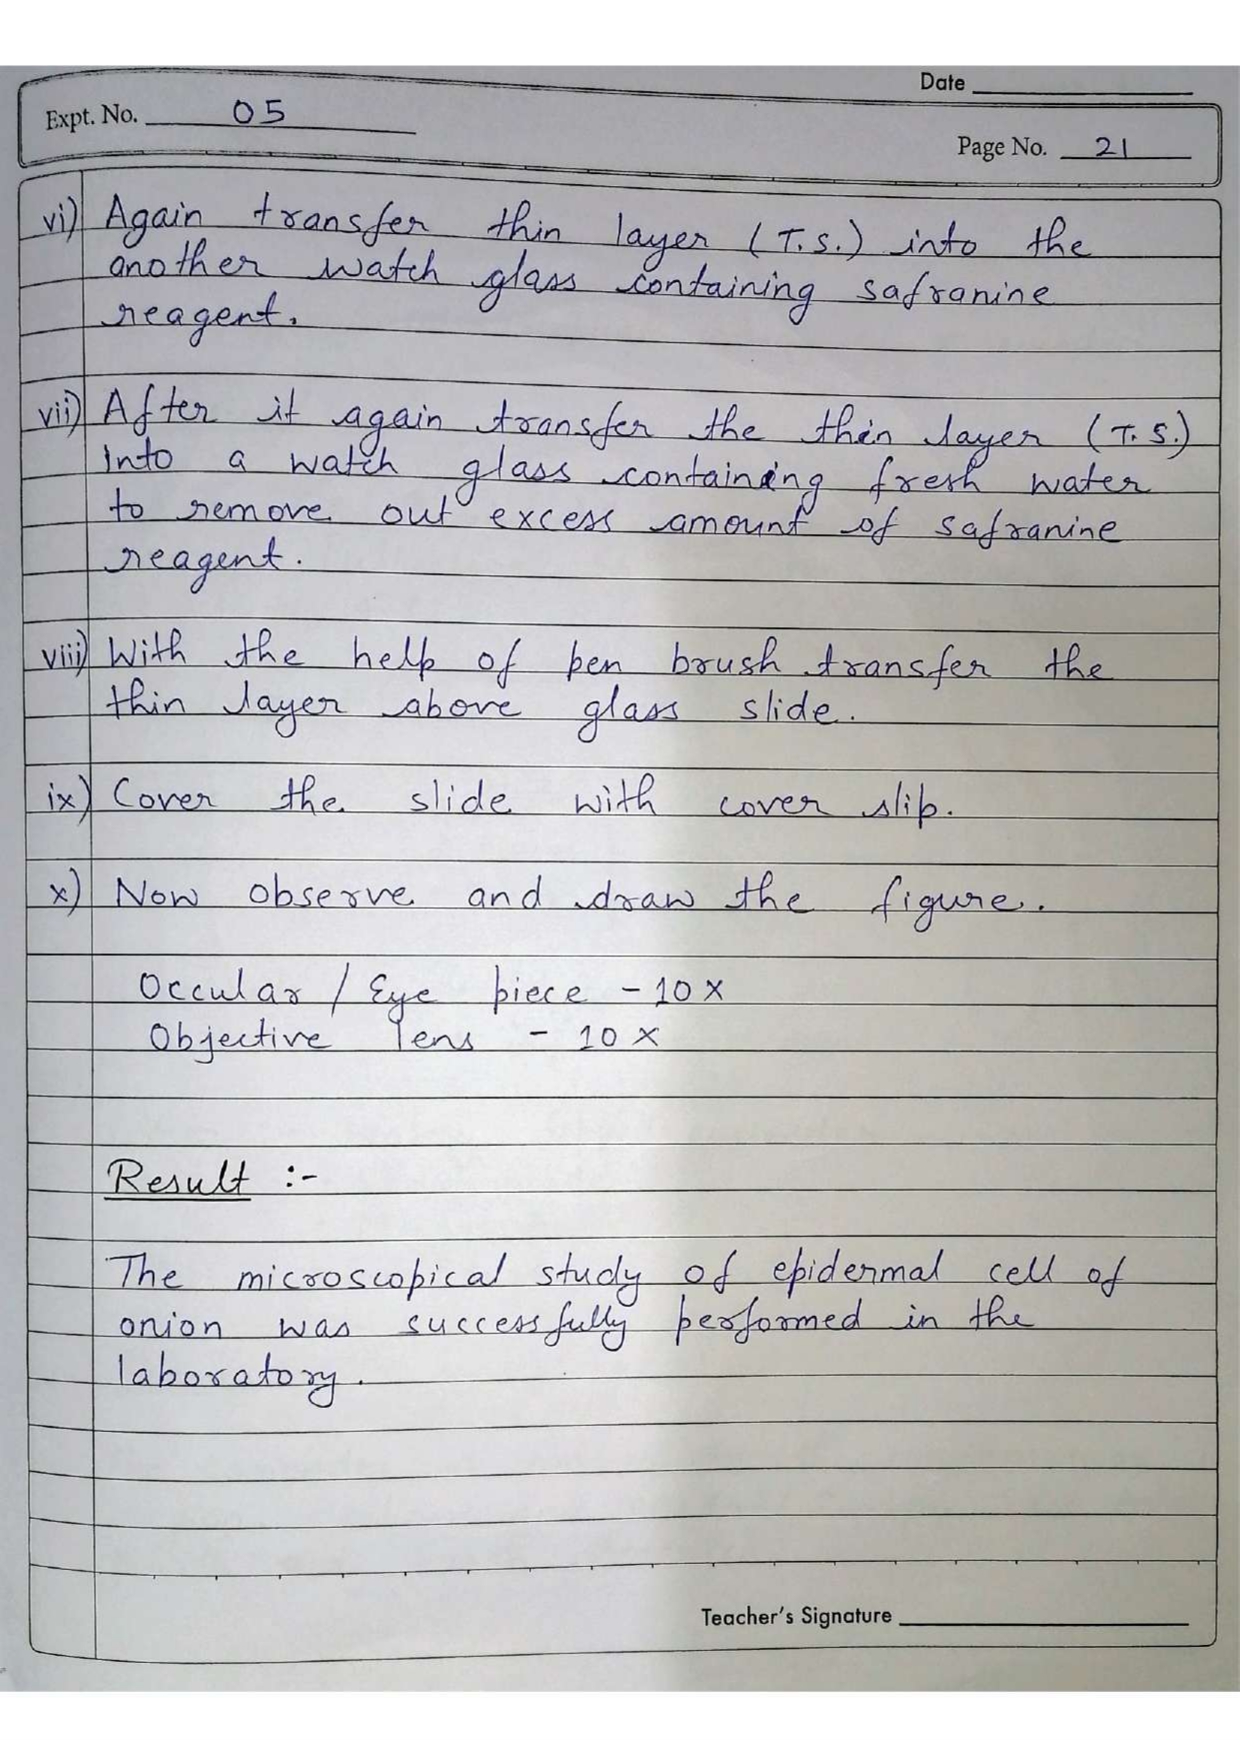 Date
Expt. No. 05
Page No. 21
vi) Again transfer thin layer (T.S.) into the
another watch glass containing safranine
reagent.
vii) After it again transfer the thin layer (T.S.)
into a watch glass containing fresh water
to remove out excess amount of safranine
reagent.
viii) With the help of pen brush transfer the
thin layer above glass slide.
ix) Cover the slide with cover slip.
x) Now observe and draw the figure.
Occular / Eye piece - 10 x
Objective lens - 10 x
Result :-
The microscopical study of epidermal cell of
onion was successfully performed in the
laboratory.
Teacher's Signature